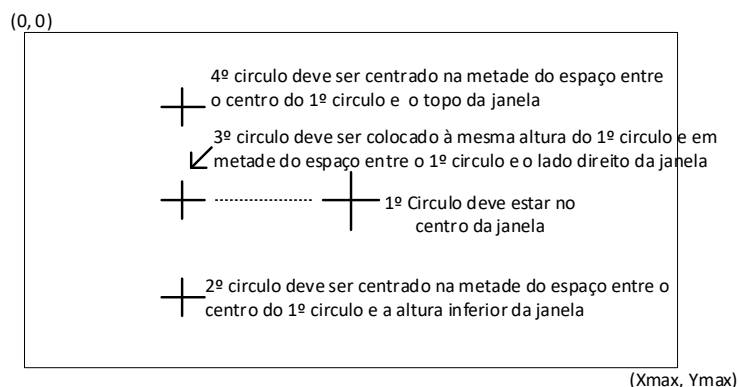 (0, 0)
4º circulo deve ser centrado na metade do espaço entre
o centro do 1º circulo e o topo da janela
3º circulo deve ser colocado à mesma altura do 1º circulo e em
metade do espaço entre o 1º circulo e o lado direito da janela
1º Circulo deve estar no
centro da janela
2º circulo deve ser centrado na metade do espaço entre o
centro do 1º circulo e a altura inferior da janela
(Xmax, Ymax)